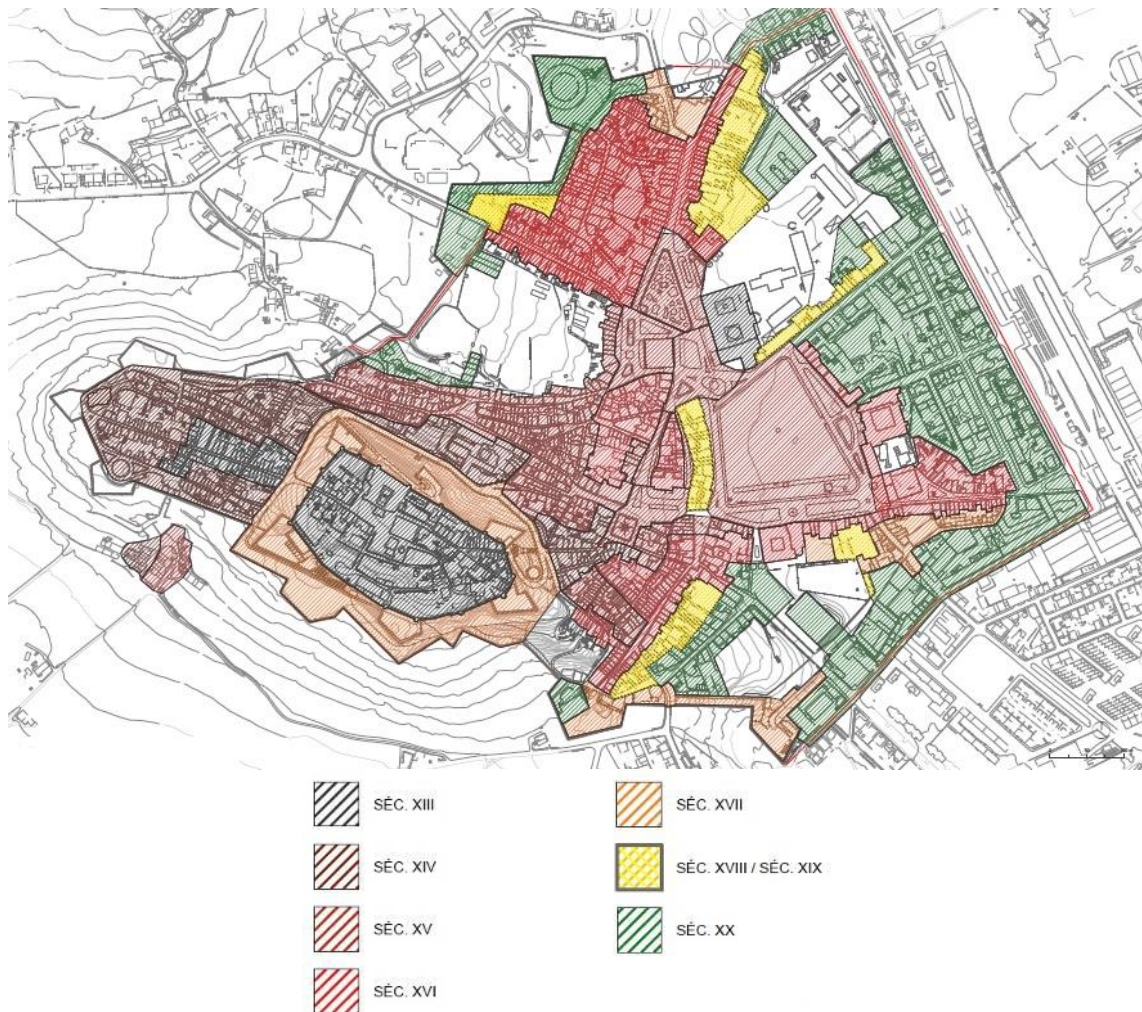 SÉC. XIII
SÉC. XIV
SÉC. XV
SÉC. XVI
SÉC. XVII
SÉC. XVIII / SÉC. XIX
SÉC. XX